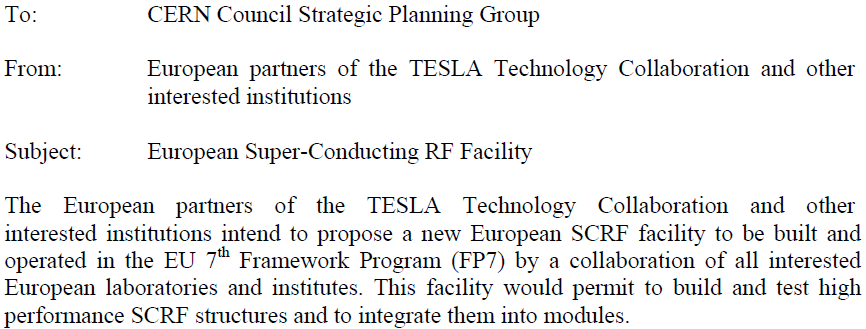 To: CERN Council Strategic Planning Group
From: European partners of the TESLA Technology Collaboration and other
interested institutions
Subject: European Super-Conducting RF Facility
The European partners of the TESLA Technology Collaboration and other
interested institutions intend to propose a new European SCRF facility to be built and
operated in the EU 7th Framework Program (FP7) by a collaboration of all interested
European laboratories and institutes. This facility would permit to build and test high
performance SCRF structures and to integrate them into modules.